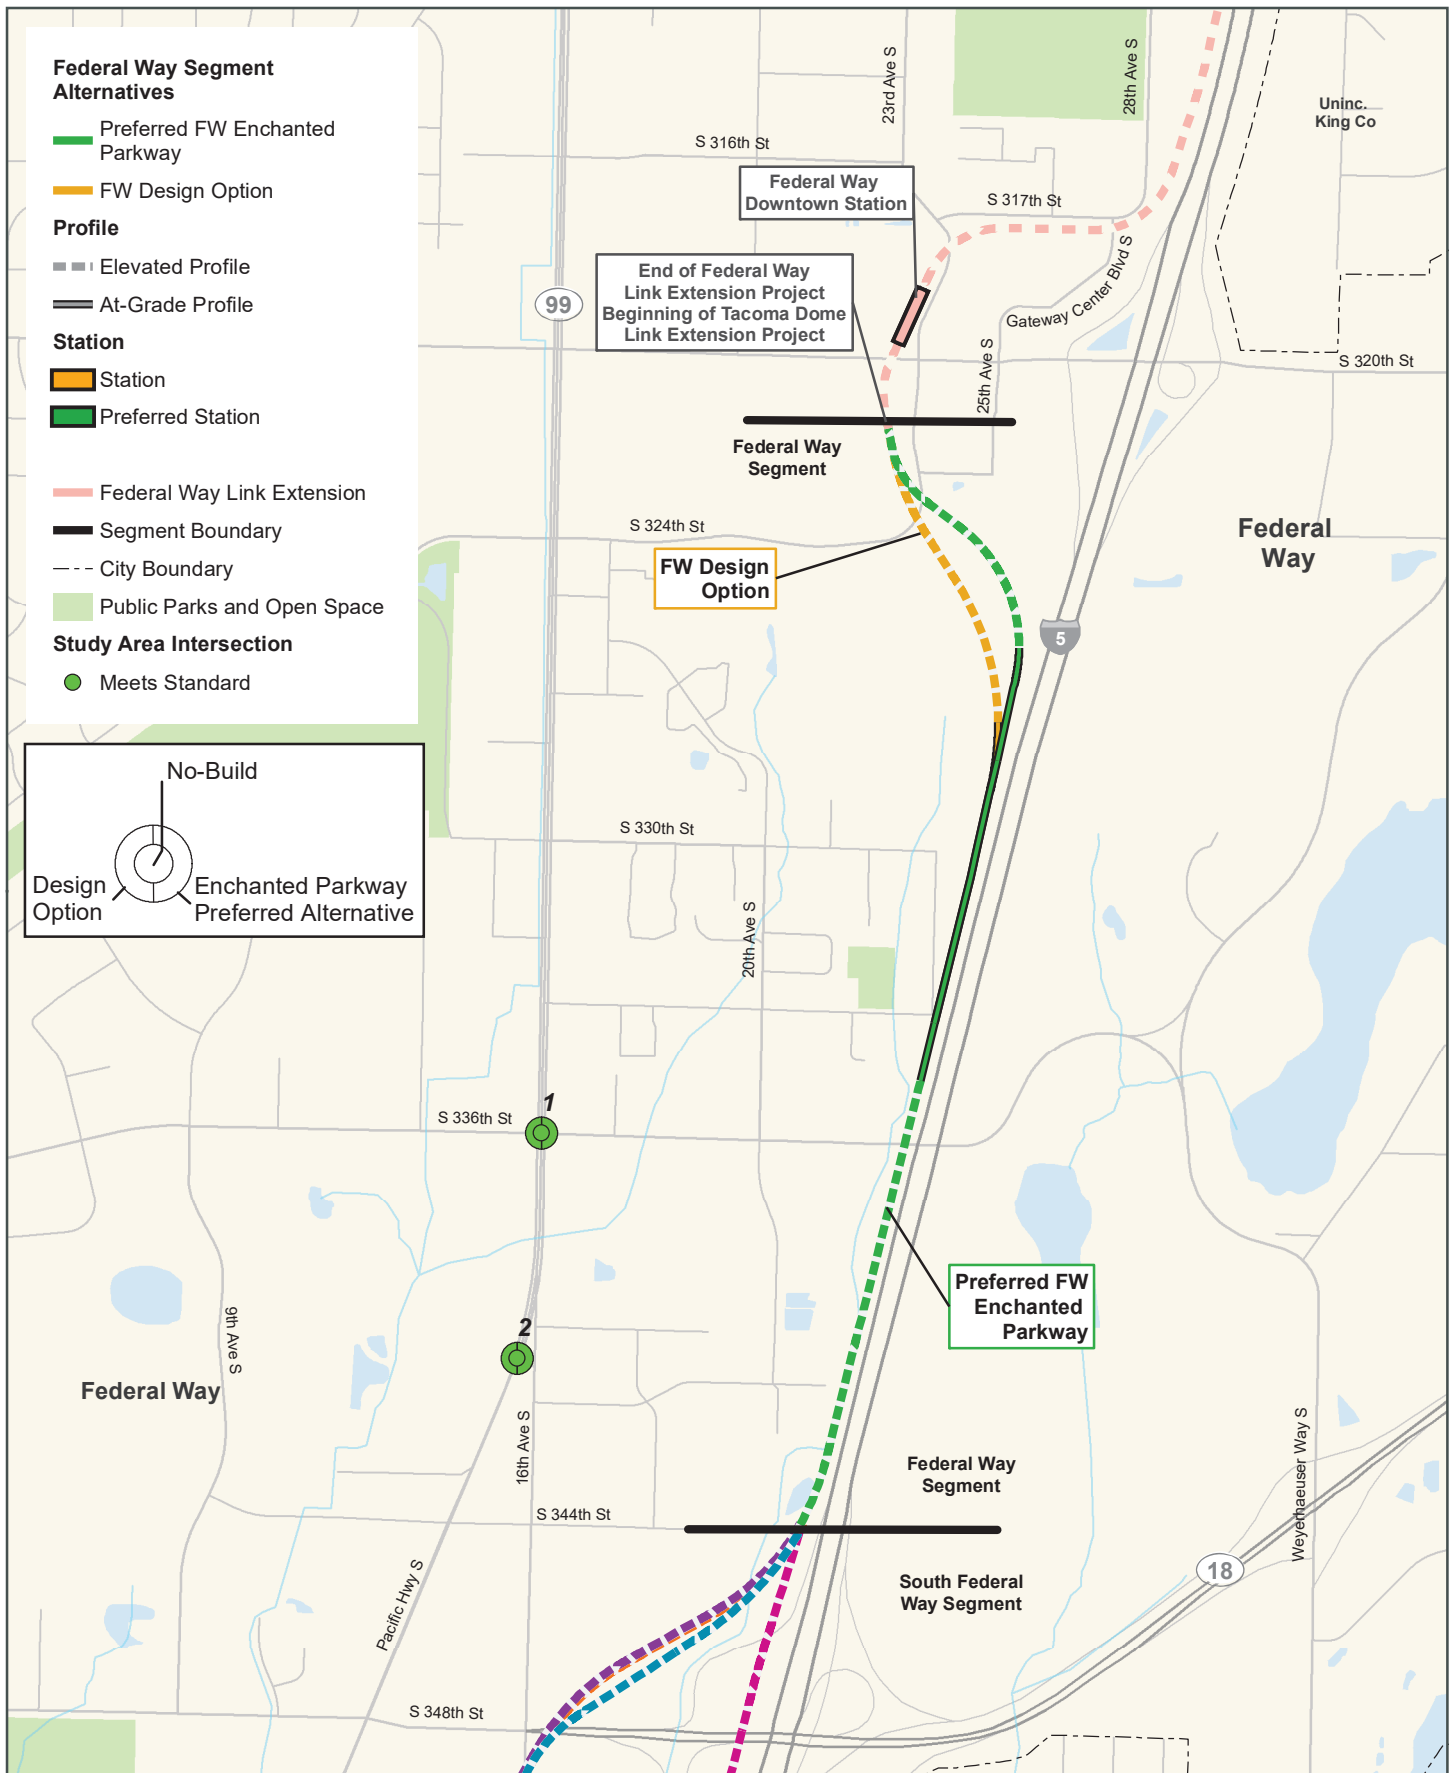 Federal Way Segment
Alternatives
Preferred FW Enchanted
Parkway
FW Design Option
Profile
Elevated Profile
At-Grade Profile
Station
Station
Preferred Station
Federal Way Link Extension
Segment Boundary
City Boundary
Public Parks and Open Space
Study Area Intersection
Meets Standard
No-Build
Design
Option
Enchanted Parkway
Preferred Alternative
23rd Ave S
28th Ave S
Uninc.
King Co
S 316th St
Federal Way
Downtown Station
S 317th St
Gateway Center Blvd S
End of Federal Way
Link Extension Project
Beginning of Tacoma Dome
Link Extension Project
99
25th Ave S
S 320th St
Federal Way
Segment
S 324th St
FW Design
Option
Federal
Way
5
S 330th St
20th Ave S
1
S 336th St
Preferred FW
Enchanted
Parkway
2
9th Ave S
Federal Way
16th Ave S
Weyerhaeuser Way S
Federal Way
Segment
S 344th St
Pacific Hwy S
South Federal
Way Segment
18
S 348th St